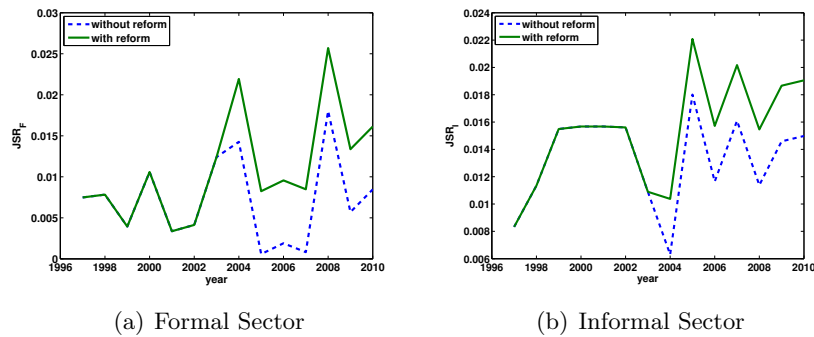 without reform
with reform
0.03
0.025
0.02
0.015
0.01
0.005
0
JSR_F
1996 1998 2000 2002 2004 2006 2008 2010
year
(a) Formal Sector
without reform
with reform
0.024
0.022
0.02
0.018
0.016
0.014
0.012
0.01
0.008
0.006
JSR_I
1996 1998 2000 2002 2004 2006 2008 2010
year
(b) Informal Sector